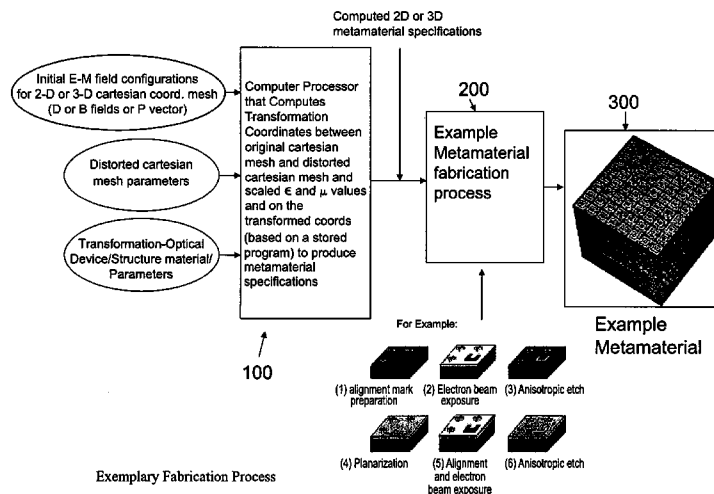 Computed 2D or 3D
metamaterial specifications
Initial E-M field configurations
for 2-D or 3-D cartesian coord. mesh
(D or B fields or P vector)
Distorted cartesian
mesh parameters
Transformation-Optical
Device/Structure material/
Parameters
Computer Processor
that Computes
Transformation
Coordinates between
original cartesian
mesh and distorted
cartesian mesh and
scaled ϵ and μ values
and on the
transformed coords
(based on a stored
program) to produce
metamaterial
specifications
100
200
Example
Metamaterial
fabrication
process
300
Example
Metamaterial
For Example:
(1) alignment mark
preparation
(2) Electron beam
exposure
(3) Anisotropic etch
(4) Planarization
(5) Alignment
and electron
beam exposure
(6) Anisotropic etch
Exemplary Fabrication Process